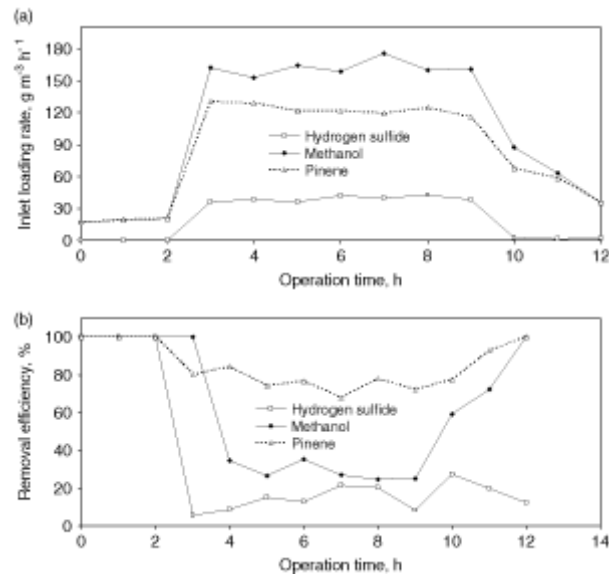 (a)
180
150
120
90
60
30
0
Inlet loading rate, g m⁻³ h⁻¹
Hydrogen sulfide
Methanol
Pinene
0 2 4 6 8 10 12
Operation time, h
(b)
100
80
60
40
20
0
Removal efficiency, %
Hydrogen sulfide
Methanol
Pinene
0 2 4 6 8 10 12 14
Operation time, h